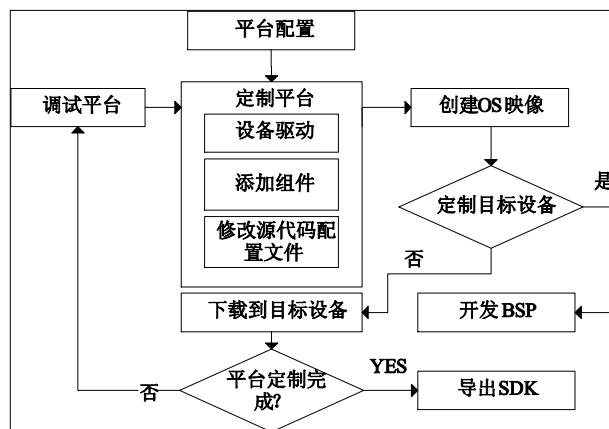 平台配置
调试平台
定制平台
创建OS映像
设备驱动
添加组件
修改源代码配
置文件
定制目标设备
是
否
下载到目标设备
开发BSP
平台定制完
成?
YES
否
导出SDK